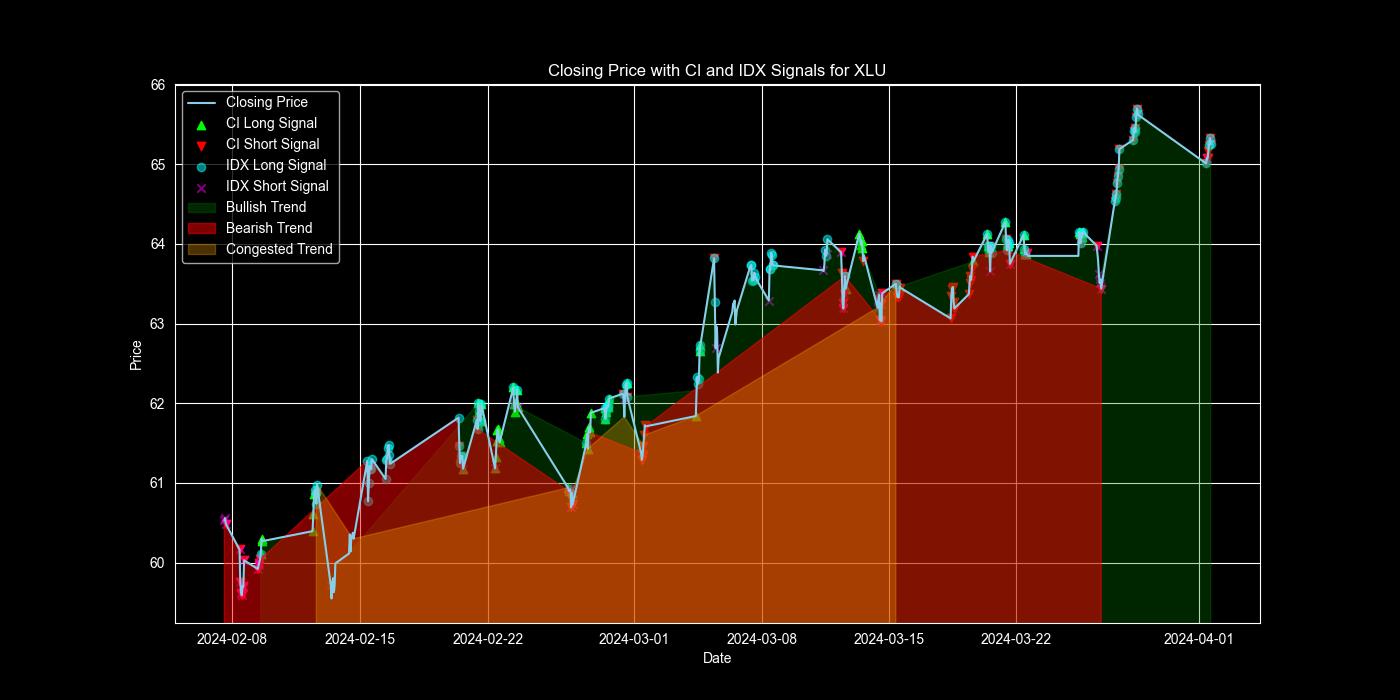 Closing Price with CI and IDX Signals for XLU
66
65
64
63
62
61
60
Price
Closing Price
CI Long Signal
CI Short Signal
IDX Long Signal
IDX Short Signal
Bullish Trend
Bearish Trend
Congested Trend
2024-02-08 2024-02-15 2024-02-22 2024-03-01 2024-03-08 2024-03-15 2024-03-22 2024-04-01
Date